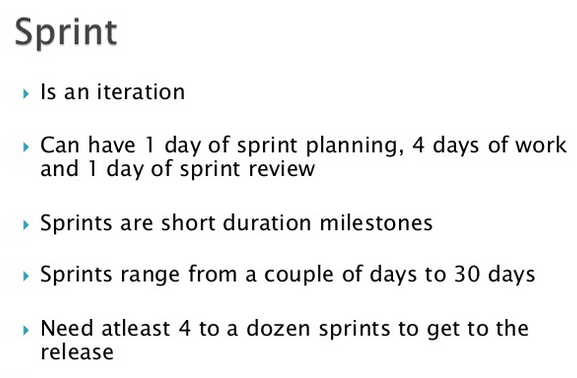 Sprint
Is an iteration
Can have 1 day of sprint planning, 4 days of work
and 1 day of sprint review
Sprints are short duration milestones
Sprints range from a couple of days to 30 days
Need atleast 4 to a dozen sprints to get to the
release